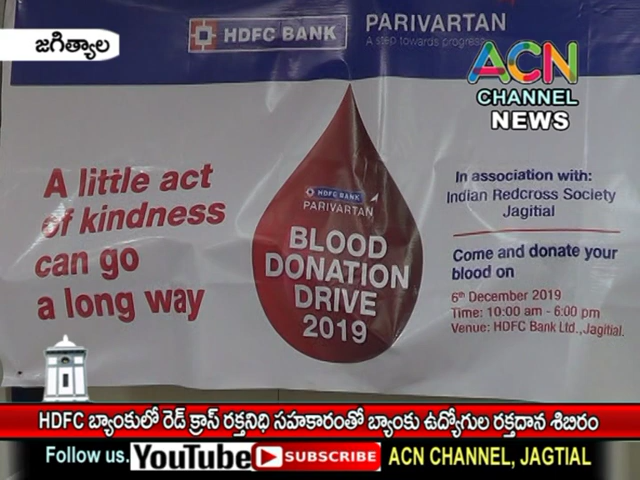 జగిత్యాల
HDFC BANK
PARIVARTAN
A step towards progress
ACN
CHANNEL
NEWS
A little act
of kindness
can go
a long way
HDFC BANK
PARIVARTAN
BLOOD
DONATION
DRIVE
2019
In association with:
Indian Redcross Society
Jagitial
Come and donate your
blood on
6th December 2019
Time: 10:00 am - 6:00 pm
Venue: HDFC Bank Ltd.,Jagitial.
HDFC బ్యాంకులో రెడ్ క్రాస్ రక్తనిధి సహకారంతో బ్యాంకు ఉద్యోగుల రక్తదాన శిబిరం
Follow us. YouTube SUBSCRIBE ACN CHANNEL, JAGTIAL